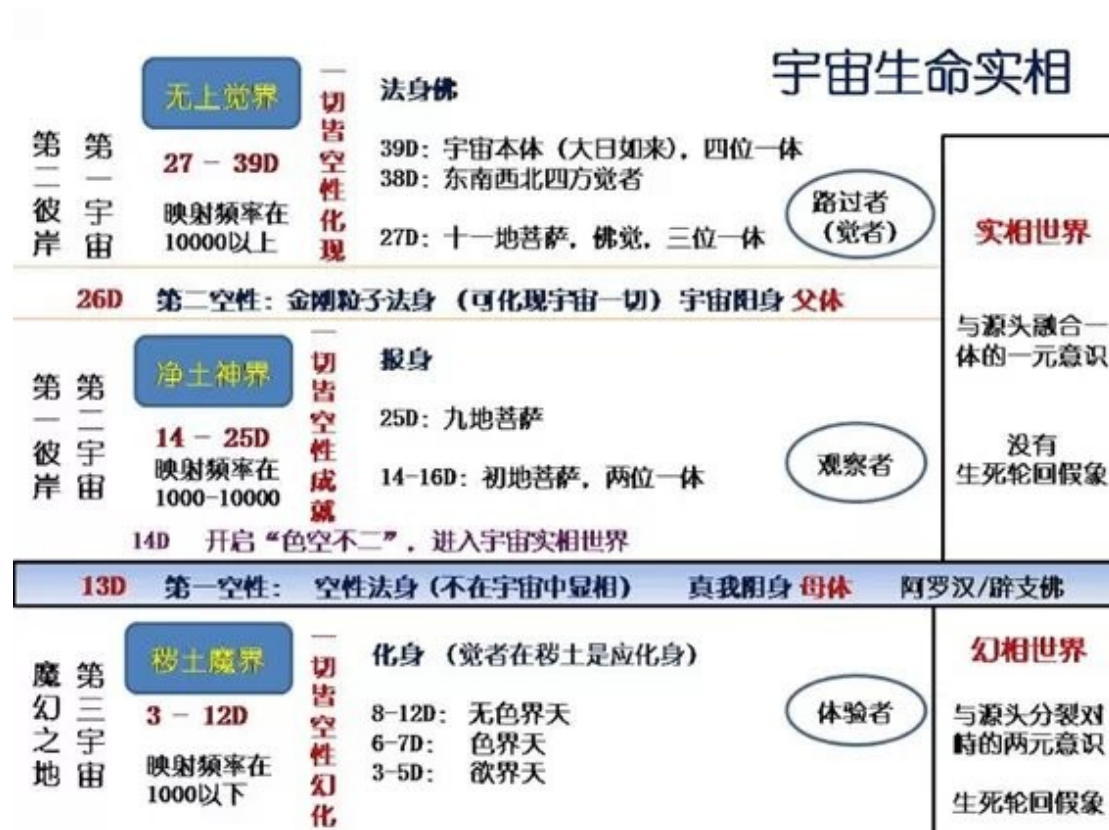 宇宙生命实相
第二彼岸
第一宇宙
无上觉界
27 - 39D
映射频率在
10000以上
一切皆空性化现
法身佛
39D: 宇宙本体（大日如来），四位一体
38D: 东南西北四方觉者
27D: 十一地菩萨，佛觉，三位一体
路过者
（觉者）
实相世界
与源头融合一
体的一元意识
没有
生死轮回假象
26D 第二空性: 金刚粒子法身 （可化现宇宙一切） 宇宙阳身 父体
第一彼岸
第二宇宙
净土神界
14 - 25D
映射频率在
1000-10000
一切皆空性成就
报身
25D: 九地菩萨
14-16D: 初地菩萨，两位一体
观察者
14D 开启“色空不二”，进入宇宙实相世界
13D 第一空性: 空性法身（不在宇宙中显相） 真我阴身 母体 阿罗汉/辟支佛
魔幻之地
第三宇宙
秽土魔界
3 - 12D
映射频率在
1000以下
一切皆空性幻化
化身 （觉者在秽土是应化身）
8-12D: 无色界天
6-7D: 色界天
3-5D: 欲界天
体验者
幻相世界
与源头分裂对
峙的两元意识
生死轮回假象